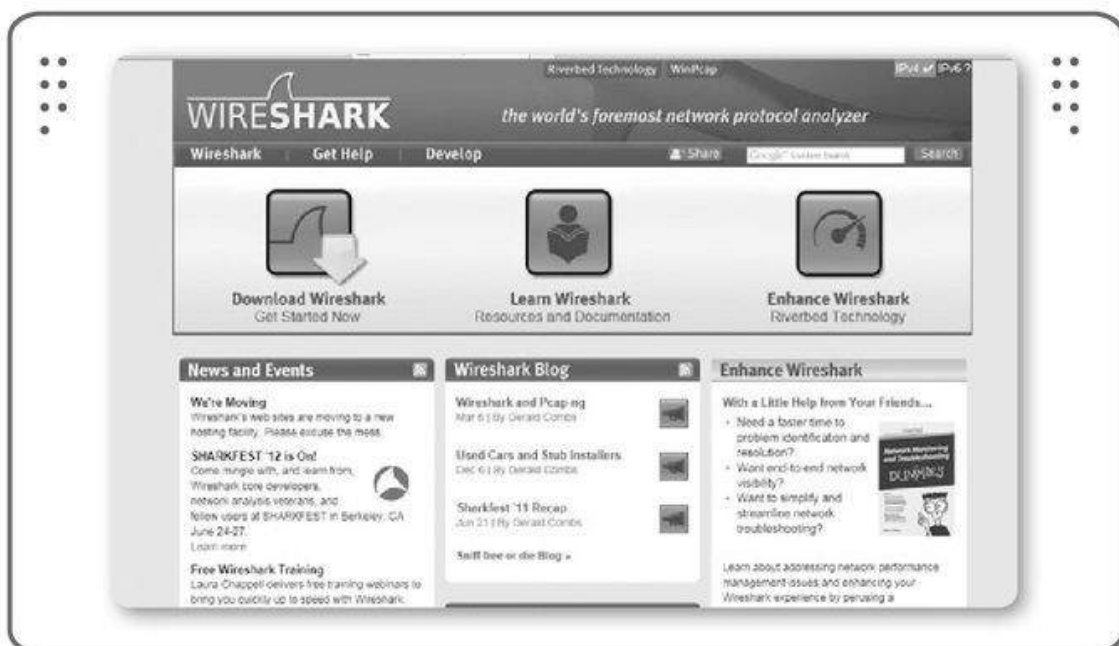 Riverbed Technology WinPcap
IPv4 ✔ IPv6 ?
WIRESHARK
the world's foremost network protocol analyzer
Wireshark Get Help Develop
Share
Search
Download Wireshark
Get Started Now
Learn Wireshark
Resources and Documentation
Enhance Wireshark
Riverbed Technology
News and Events
We're Moving
Wireshark's web sites are moving to a new
hosting facility. Please excuse the mess.
SHARKFEST '12 is On!
Come mingle with, and learn from,
Wireshark core developers,
network analysis veterans, and
fellow users at SHARKFEST in Berkeley, CA
June 24-27.
Learn more
Free Wireshark Training
Laura Chappell delivers free training webinars to
bring you quickly up to speed with Wireshark.
Wireshark Blog
Wireshark and Pcap-ng
Mar 6 | By Gerald Combs
Used Cars and Stub Installers
Dec 6 | By Gerald Combs
Sharkfest '11 Recap
Jun 21 | By Gerald Combs
Sniff free or die Blog »
Enhance Wireshark
With a Little Help from Your Friends...
• Need a faster time to
problem identification and
resolution?
• Want end-to-end network
visibility?
• Want to simplify and
streamline network
troubleshooting?
Network Monitoring
and Troubleshooting
DUMMIES
Learn about addressing network performance
management issues and enhancing your
Wireshark experience by perusing a